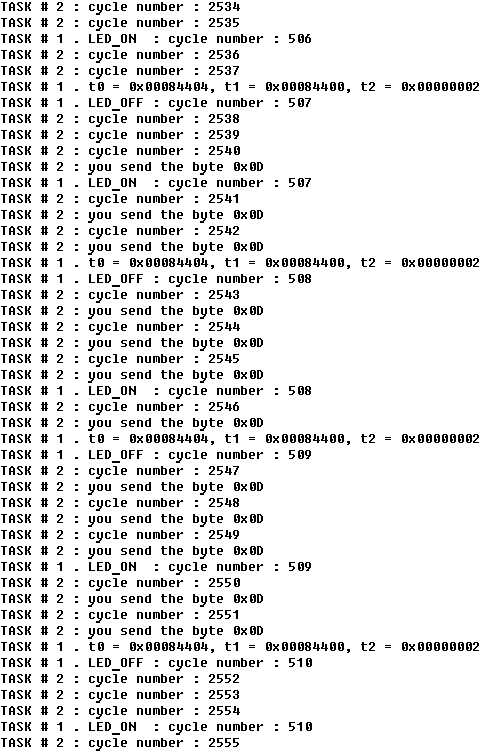 TASK # 2 : cycle number : 2534
TASK # 2 : cycle number : 2535
TASK # 1 . LED_ON  : cycle number : 506
TASK # 2 : cycle number : 2536
TASK # 2 : cycle number : 2537
TASK # 1 . t0 = 0x00084404, t1 = 0x00084400, t2 = 0x00000002
TASK # 1 . LED_OFF : cycle number : 507
TASK # 2 : cycle number : 2538
TASK # 2 : cycle number : 2539
TASK # 2 : cycle number : 2540
TASK # 2 : you send the byte 0x0D
TASK # 1 . LED_ON  : cycle number : 507
TASK # 2 : cycle number : 2541
TASK # 2 : you send the byte 0x0D
TASK # 2 : cycle number : 2542
TASK # 2 : you send the byte 0x0D
TASK # 1 . t0 = 0x00084404, t1 = 0x00084400, t2 = 0x00000002
TASK # 1 . LED_OFF : cycle number : 508
TASK # 2 : cycle number : 2543
TASK # 2 : you send the byte 0x0D
TASK # 2 : cycle number : 2544
TASK # 2 : you send the byte 0x0D
TASK # 2 : cycle number : 2545
TASK # 2 : you send the byte 0x0D
TASK # 1 . LED_ON  : cycle number : 508
TASK # 2 : cycle number : 2546
TASK # 2 : you send the byte 0x0D
TASK # 1 . t0 = 0x00084404, t1 = 0x00084400, t2 = 0x00000002
TASK # 1 . LED_OFF : cycle number : 509
TASK # 2 : cycle number : 2547
TASK # 2 : you send the byte 0x0D
TASK # 2 : cycle number : 2548
TASK # 2 : you send the byte 0x0D
TASK # 2 : cycle number : 2549
TASK # 2 : you send the byte 0x0D
TASK # 1 . LED_ON  : cycle number : 509
TASK # 2 : cycle number : 2550
TASK # 2 : you send the byte 0x0D
TASK # 2 : cycle number : 2551
TASK # 2 : you send the byte 0x0D
TASK # 1 . t0 = 0x00084404, t1 = 0x00084400, t2 = 0x00000002
TASK # 1 . LED_OFF : cycle number : 510
TASK # 2 : cycle number : 2552
TASK # 2 : cycle number : 2553
TASK # 2 : cycle number : 2554
TASK # 1 . LED_ON  : cycle number : 510
TASK # 2 : cycle number : 2555